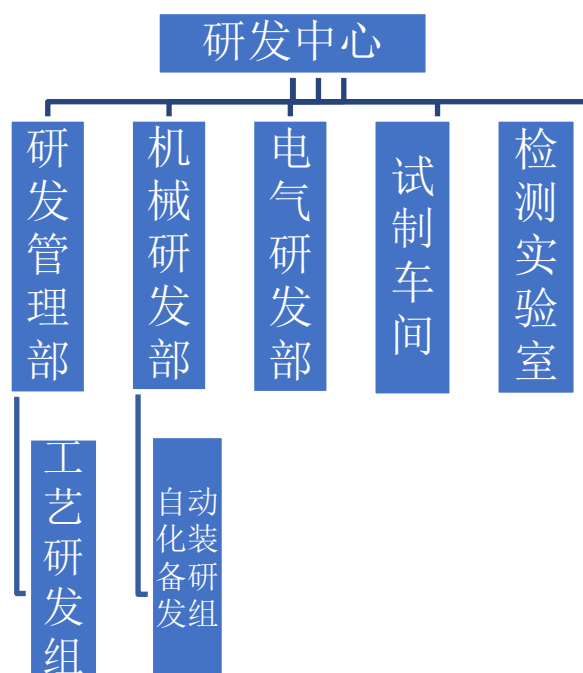 研发中心
研发管理部
机械研发部
电气研发部
试制车间
检测实验室
工艺研发组
自动
化装
备研
发组